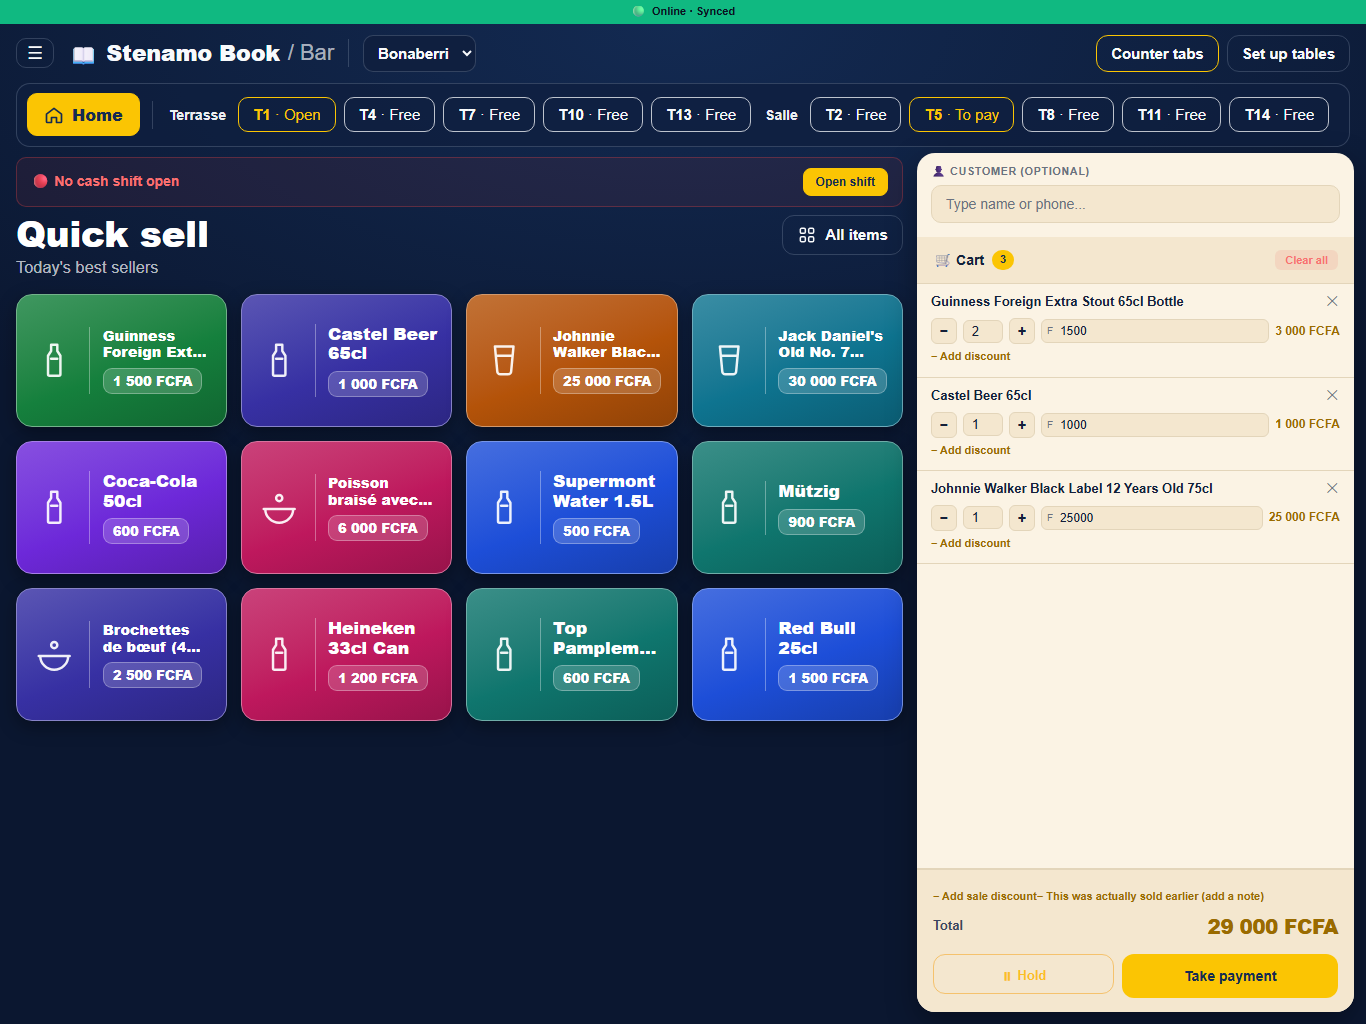 Online · Synced
Stenamo Book / Bar
Bonaberri
Counter tabs
Set up tables
Home
Terrasse
T1 · Open
T4 · Free
T7 · Free
T10 · Free
T13 · Free
Salle
T2 · Free
T5 · To pay
T8 · Free
T11 · Free
T14 · Free
No cash shift open
Open shift
Quick sell
Today's best sellers
All items
Guinness
Foreign Ext...
1 500 FCFA
Castel Beer
65cl
1 000 FCFA
Johnnie
Walker Blac...
25 000 FCFA
Jack Daniel's
Old No. 7...
30 000 FCFA
Coca-Cola
50cl
600 FCFA
Poisson
braisé avec...
6 000 FCFA
Supermont
Water 1.5L
500 FCFA
Mützig
900 FCFA
Brochettes
de bœuf (4...
2 500 FCFA
Heineken
33cl Can
1 200 FCFA
Top
Pamplem...
600 FCFA
Red Bull
25cl
1 500 FCFA
CUSTOMER (OPTIONAL)
Type name or phone...
Cart 3
Clear all
Guinness Foreign Extra Stout 65cl Bottle
− 2 + F 1500 3 000 FCFA
– Add discount
Castel Beer 65cl
− 1 + F 1000 1 000 FCFA
– Add discount
Johnnie Walker Black Label 12 Years Old 75cl
− 1 + F 25000 25 000 FCFA
– Add discount
– Add sale discount– This was actually sold earlier (add a note)
Total 29 000 FCFA
Hold
Take payment